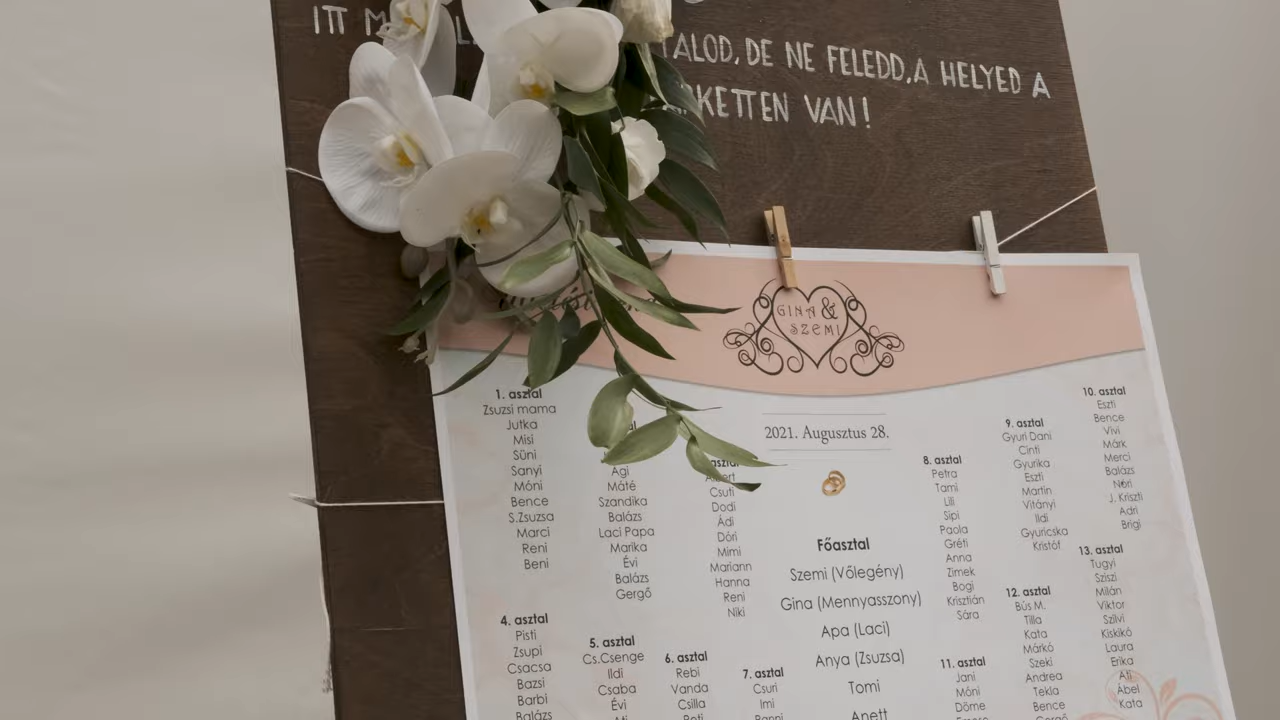 ITT
TALOD, DE NE FELEDD, A HELYED A
VAN!
GINA &
SZEMI
2021. Augusztus 28.
1. asztal
Zsuzsi mama
Jutka
Misi
Süni
Sanyi
Móni
Bence
S.Zsuzsa
Marci
Reni
Beni
Ági
Máté
Szandika
Balázs
Laci Papa
Marika
Évi
Balázs
Gergő
Csuti
Dodi
Ádi
Dóri
Mimi
Mariann
Hanna
Reni
Niki
4. asztal
Pisti
Zsupi
Csacsa
Bazsi
Barbi
Balázs
5. asztal
Cs.Csenge
Ildi
Csaba
Évi
6. asztal
Rebi
Vanda
Csilla
7. asztal
Csuri
Imi
Főasztal
Szemi (Vőlegény)
Gina (Mennyasszony)
Apa (Laci)
Anya (Zsuzsa)
Tomi
Anett
8. asztal
Petra
Tami
Lili
Sipi
Paola
Gréti
Anna
Zimek
Bogi
Krisztián
Sára
9. asztal
Gyuri Dani
Cinti
Gyurika
Eszti
Martin
Vitányi
Ildi
Gyuricska
Kristóf
10. asztal
Eszti
Bence
Vivi
Márk
Merci
Balázs
Nóri
J. Kriszti
Adri
Brigi
11. asztal
Jani
Móni
Döme
12. asztal
Bús M.
Tilla
Kata
Márkó
Szeki
Andrea
Tekla
Bence
Gergő
13. asztal
Tugyi
Sziszi
Milán
Viktor
Szilvi
Kiskikó
Laura
Erika
Ati
Ábel
Kata